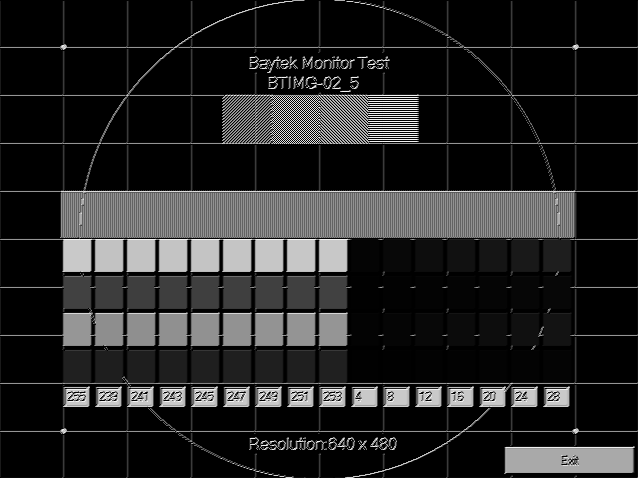 Baytek Monitor Test
BTIMG-02_5
255 239 241 243 245 247 249 251 253 4 8 12 16 20 24 28
Resolution:640 x 480
Exit